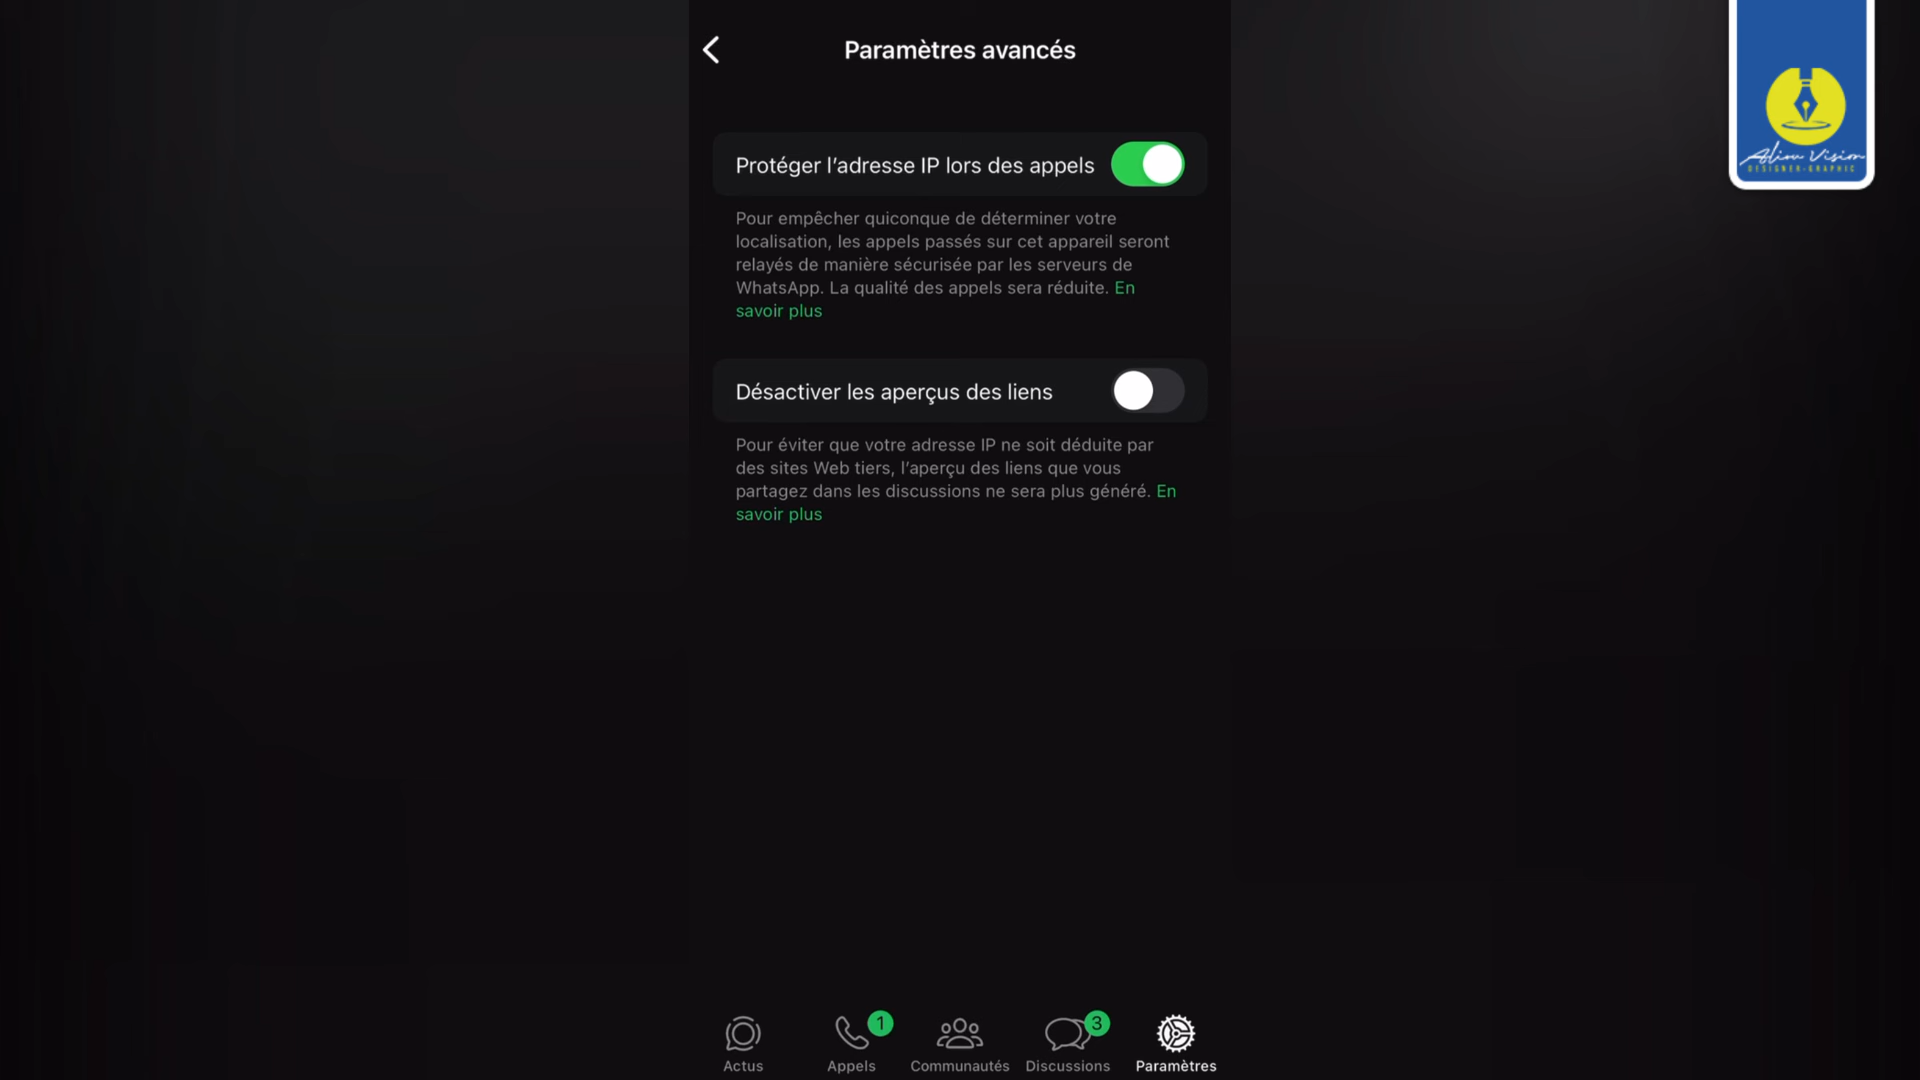 Paramètres avancés
Protéger l’adresse IP lors des appels
Pour empêcher quiconque de déterminer votre
localisation, les appels passés sur cet appareil seront
relayés de manière sécurisée par les serveurs de
WhatsApp. La qualité des appels sera réduite. En
savoir plus
Désactiver les aperçus des liens
Pour éviter que votre adresse IP ne soit déduite par
des sites Web tiers, l’aperçu des liens que vous
partagez dans les discussions ne sera plus généré. En
savoir plus
1
3
Actus
Appels
Communautés
Discussions
Paramètres
Aliou Vision
DESIGNER-GRAPHIC